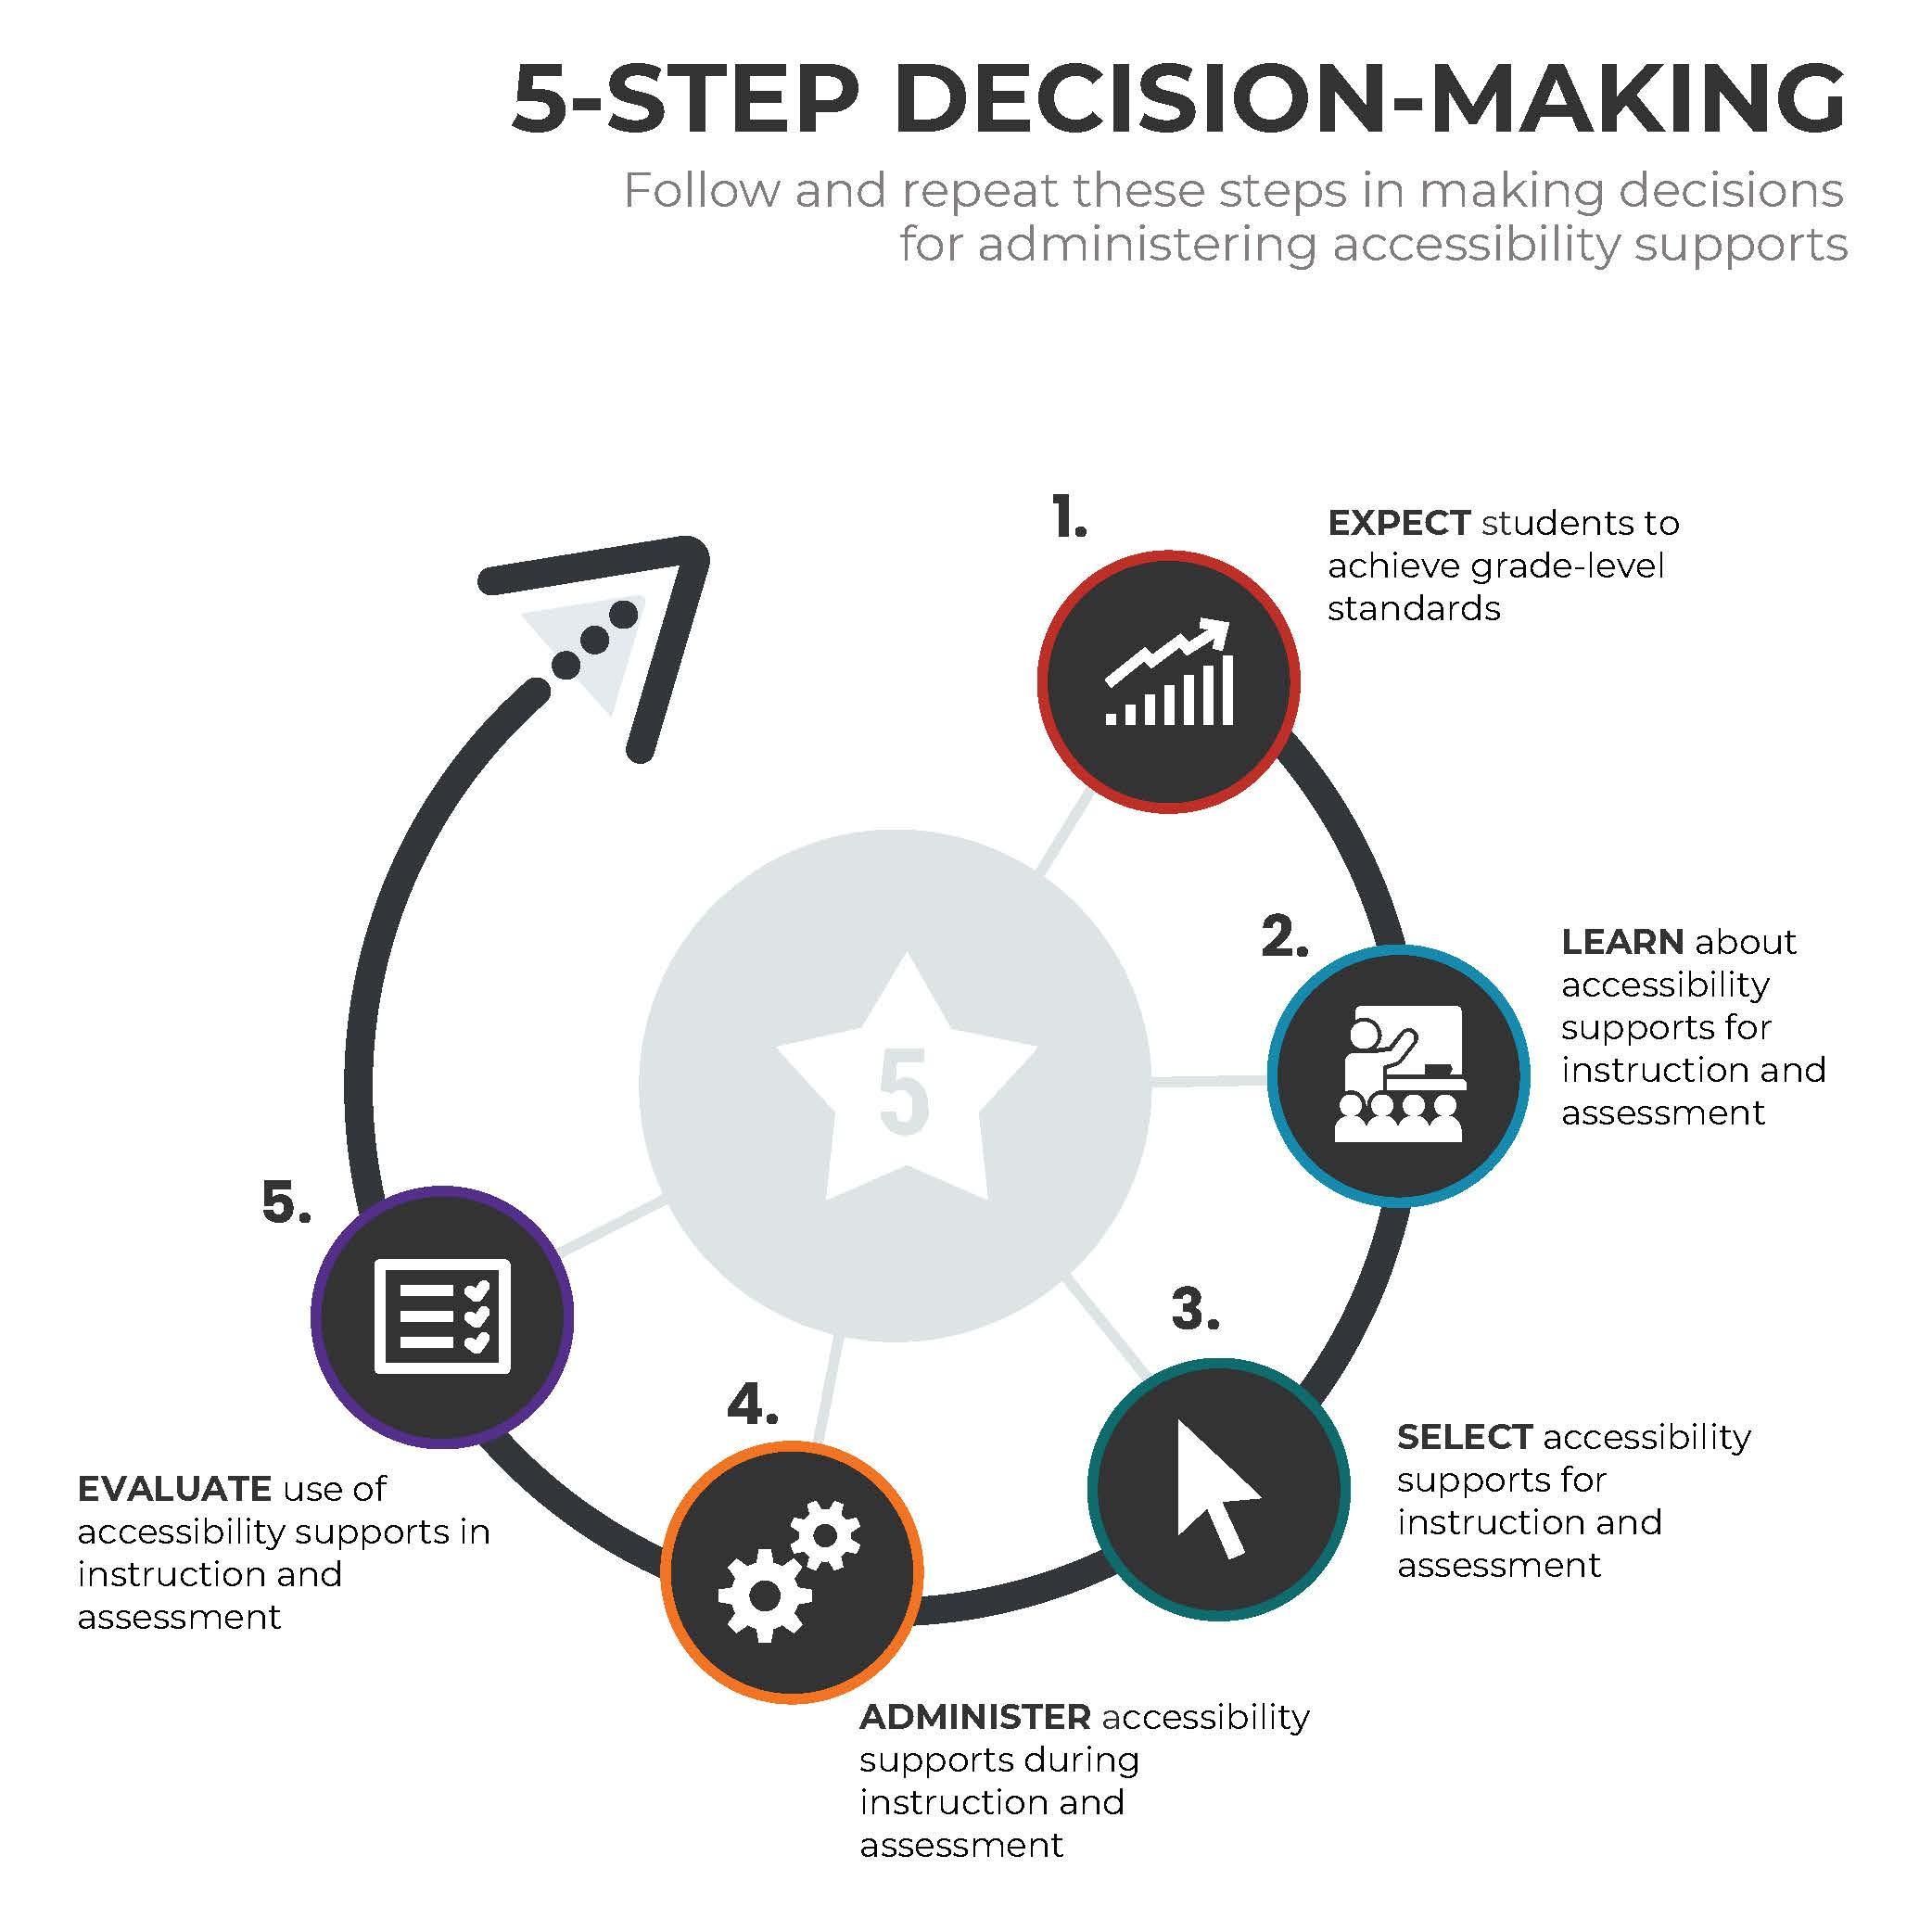 5-STEP DECISION-MAKING
Follow and repeat these steps in making decisions
for administering accessibility supports
1.
EXPECT students to
achieve grade-level
standards
2.
LEARN about
accessibility
supports for
instruction and
assessment
5
3.
SELECT accessibility
supports for
instruction and
assessment
4.
ADMINISTER accessibility
supports during
instruction and
assessment
5.
EVALUATE use of
accessibility supports in
instruction and
assessment